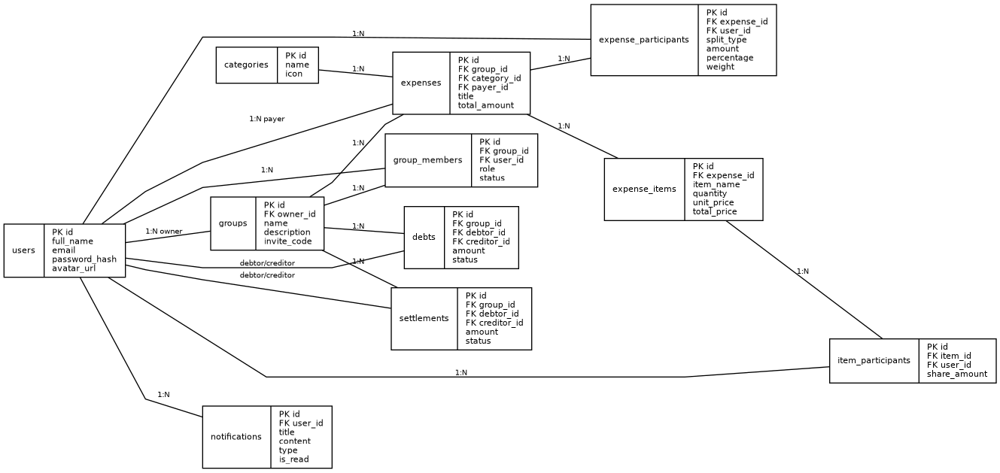 1:N
expense_participants
PK id
FK expense_id
FK user_id
split_type
amount
percentage
weight
categories
PK id
name
icon
1:N
expenses
PK id
FK group_id
FK category_id
FK payer_id
title
total_amount
1:N
1:N payer
1:N
1:N
group_members
PK id
FK group_id
FK user_id
role
status
1:N
1:N
expense_items
PK id
FK expense_id
item_name
quantity
unit_price
total_price
users
PK id
full_name
email
password_hash
avatar_url
1:N owner
groups
PK id
FK owner_id
name
description
invite_code
1:N
debts
PK id
FK group_id
FK debtor_id
FK creditor_id
amount
status
debtor/creditor
1:N
debtor/creditor
1:N
settlements
PK id
FK group_id
FK debtor_id
FK creditor_id
amount
status
item_participants
PK id
FK item_id
FK user_id
share_amount
1:N
1:N
notifications
PK id
FK user_id
title
content
type
is_read